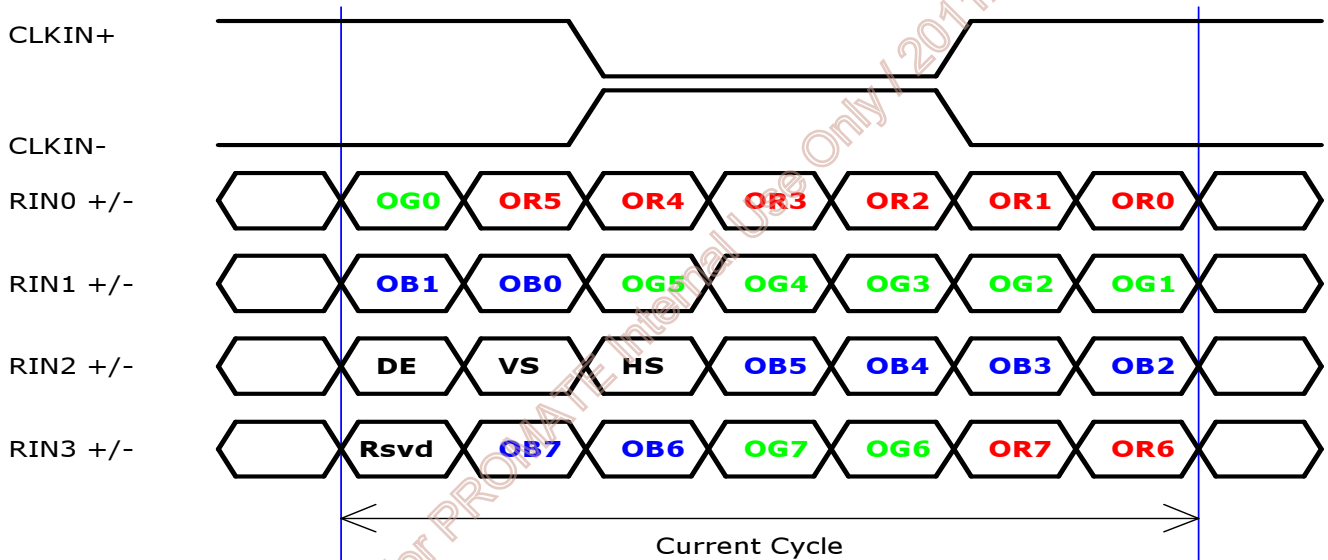 CLKIN+
CLKIN-
RIN0 +/- OG0 OR5 OR4 OR3 OR2 OR1 OR0
RIN1 +/- OB1 OB0 OG5 OG4 OG3 OG2 OG1
RIN2 +/- DE VS HS OB5 OB4 OB3 OB2
RIN3 +/- Rsvd OB7 OB6 OG7 OG6 OR7 OR6
Current Cycle
PROMATE Internal Use Only / 2011